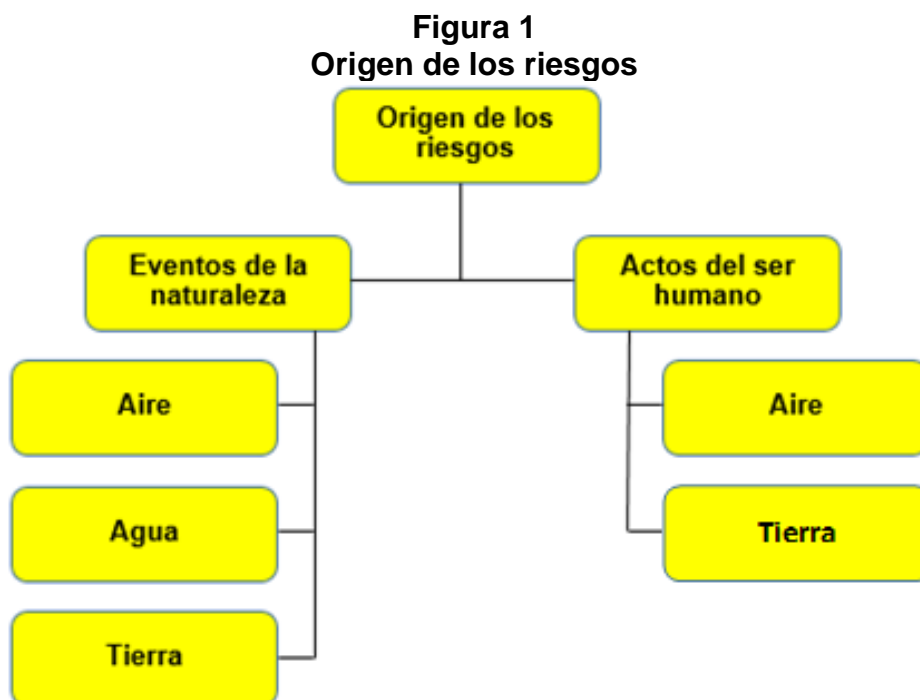 Figura 1
Origen de los riesgos
Origen de los
riesgos
Eventos de la
naturaleza
Actos del ser
humano
Aire
Agua
Tierra
Aire
Tierra